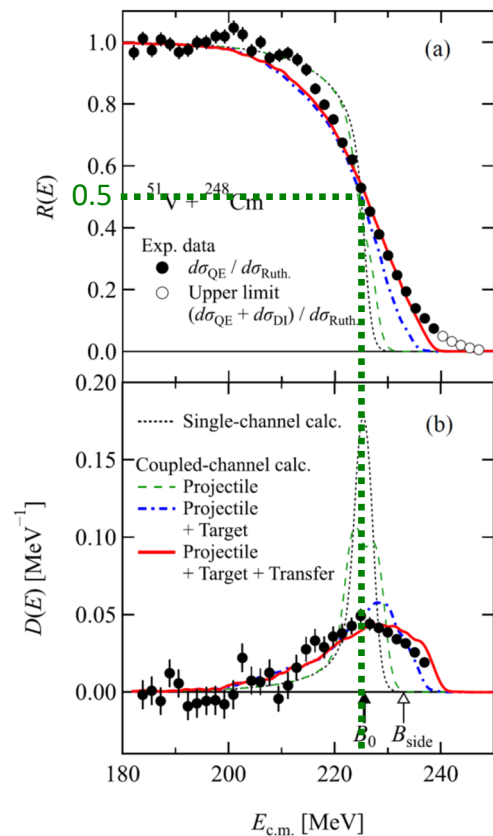 (a)
1.0
0.8
0.6
0.5
0.4
0.2
0.0
R(E)
51V + 248Cm
Exp. data
dσQE / dσRuth.
Upper limit
(dσQE + dσDI) / dσRuth.
(b)
0.20
0.15
0.10
0.05
0.00
D(E) [MeV−1]
Single-channel calc.
Coupled-channel calc.
Projectile
Projectile
+ Target
Projectile
+ Target + Transfer
B0
Bside
180
200
220
240
Ec.m. [MeV]